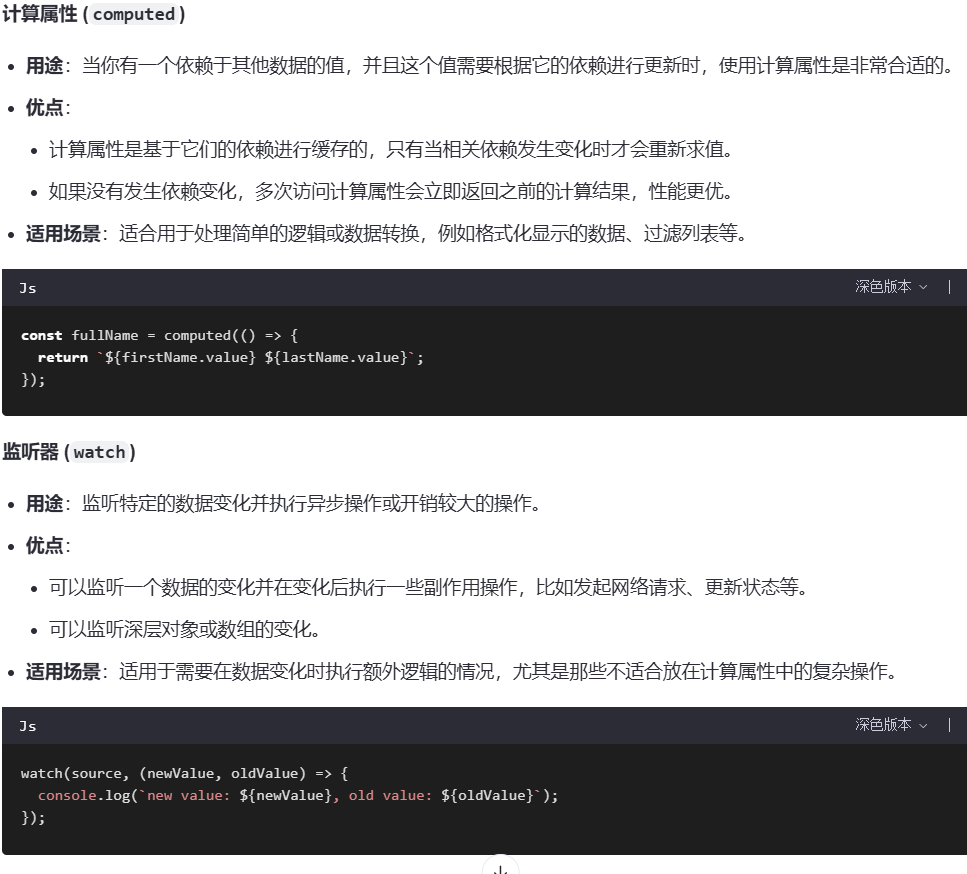 计算属性 (computed)
用途：当你有一个依赖于其他数据的值，并且这个值需要根据它的依赖进行更新时，使用计算属性是非常合适的。
优点：
计算属性是基于它们的依赖进行缓存的，只有当相关依赖发生变化时才会重新求值。
如果没有发生依赖变化，多次访问计算属性会立即返回之前的计算结果，性能更优。
适用场景：适合用于处理简单的逻辑或数据转换，例如格式化显示的数据、过滤列表等。
Js 深色版本
const fullName = computed(() => {
  return `${firstName.value} ${lastName.value}`;
});
监听器 (watch)
用途：监听特定的数据变化并执行异步操作或开销较大的操作。
优点：
可以监听一个数据的变化并在变化后执行一些副作用操作，比如发起网络请求、更新状态等。
可以监听深层对象或数组的变化。
适用场景：适用于需要在数据变化时执行额外逻辑的情况，尤其是那些不适合放在计算属性中的复杂操作。
Js 深色版本
watch(source, (newValue, oldValue) => {
  console.log(`new value: ${newValue}, old value: ${oldValue}`);
});